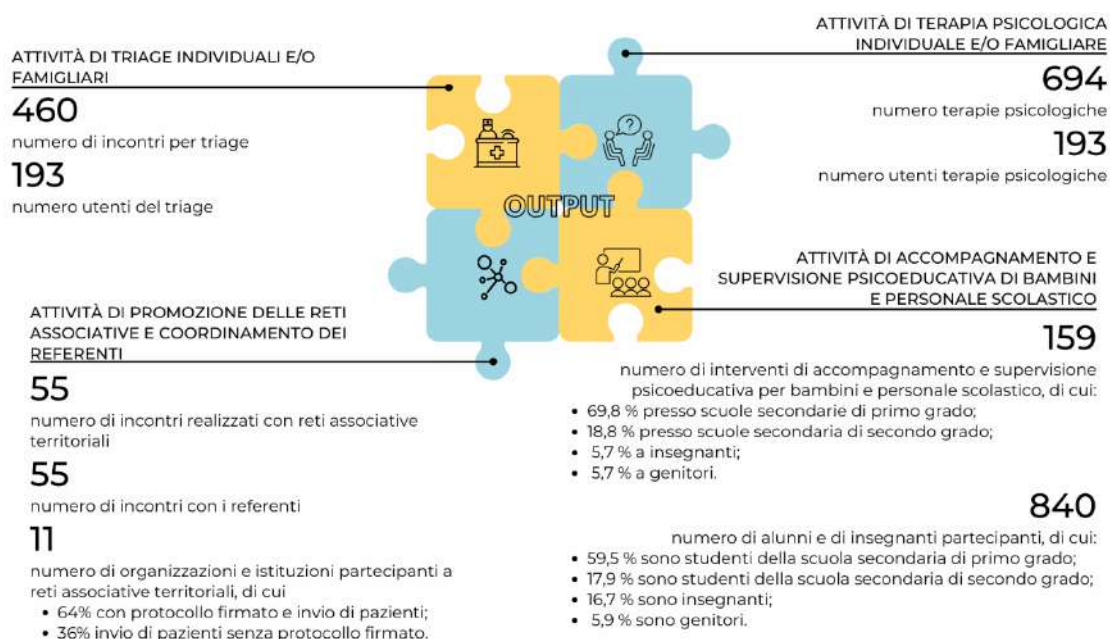 ATTIVITÀ DI TRIAGE INDIVIDUALI E/O
FAMIGLIARI
460
numero di incontri per triage
193
numero utenti del triage
ATTIVITÀ DI TERAPIA PSICOLOGICA
INDIVIDUALE E/O FAMIGLIARE
694
numero terapie psicologiche
193
numero utenti terapie psicologiche
?
OUTPUT
ATTIVITÀ DI PROMOZIONE DELLE RETI
ASSOCIATIVE E COORDINAMENTO DEI
REFERENTI
55
numero di incontri realizzati con reti associative
territoriali
55
numero di incontri con i referenti
11
numero di organizzazioni e istituzioni partecipanti a
reti associative territoriali, di cui
• 64% con protocollo firmato e invio di pazienti;
• 36% invio di pazienti senza protocollo firmato.
ATTIVITÀ DI ACCOMPAGNAMENTO E
SUPERVISIONE PSICOEDUCATIVA DI BAMBINI
E PERSONALE SCOLASTICO
159
numero di interventi di accompagnamento e supervisione
psicoeducativa per bambini e personale scolastico, di cui:
• 69,8 % presso scuole secondarie di primo grado;
• 18,8 % presso scuole secondaria di secondo grado;
• 5,7 % a insegnanti;
• 5,7 % a genitori.
840
numero di alunni e di insegnanti partecipanti, di cui:
• 59,5 % sono studenti della scuola secondaria di primo grado;
• 17,9 % sono studenti della scuola secondaria di secondo grado;
• 16,7 % sono insegnanti;
• 5,9 % sono genitori.